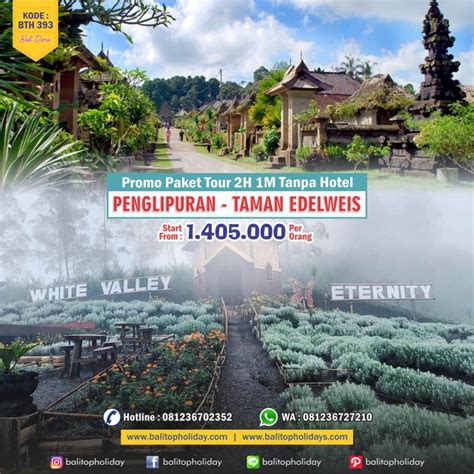 KODE :
BTH 393
Bali Dara
Promo Paket Tour 2H 1M Tanpa Hotel
PENGLIPURAN - TAMAN EDELWEIS
Start From : 1.405.000 Per Orang
WHITE VALLEY
ETERNITY
Hotline : 081236702352
WA : 081236727210
www.balitopholiday.com | www.balitopholidays.com
balitopholiday
balitopholiday
balitopholiday
balitopholiday